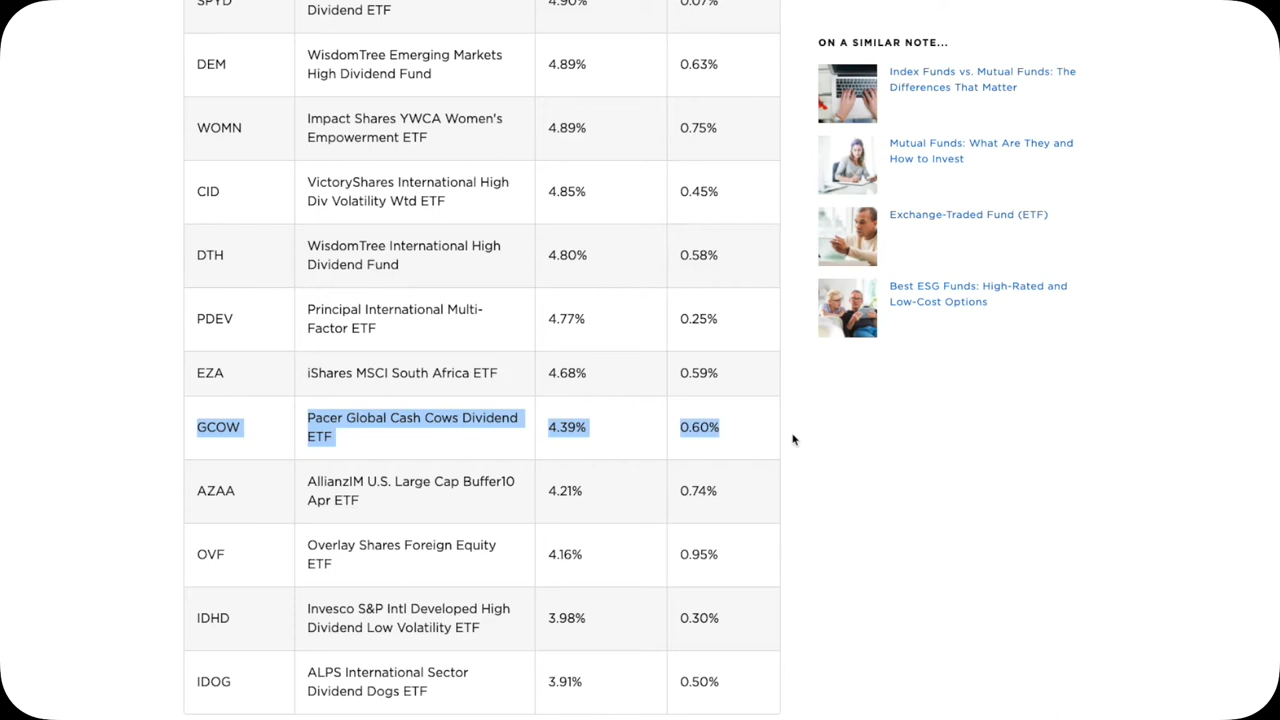 SPYD
Dividend ETF
4.90%
0.07%
DEM
WisdomTree Emerging Markets
High Dividend Fund
4.89%
0.63%
WOMN
Impact Shares YWCA Women's
Empowerment ETF
4.89%
0.75%
CID
VictoryShares International High
Div Volatility Wtd ETF
4.85%
0.45%
DTH
WisdomTree International High
Dividend Fund
4.80%
0.58%
PDEV
Principal International Multi-
Factor ETF
4.77%
0.25%
EZA
iShares MSCI South Africa ETF
4.68%
0.59%
GCOW
Pacer Global Cash Cows Dividend
ETF
4.39%
0.60%
AZAA
AllianzIM U.S. Large Cap Buffer10
Apr ETF
4.21%
0.74%
OVF
Overlay Shares Foreign Equity
ETF
4.16%
0.95%
IDHD
Invesco S&P Intl Developed High
Dividend Low Volatility ETF
3.98%
0.30%
IDOG
ALPS International Sector
Dividend Dogs ETF
3.91%
0.50%
ON A SIMILAR NOTE...
Index Funds vs. Mutual Funds: The
Differences That Matter
Mutual Funds: What Are They and
How to Invest
Exchange-Traded Fund (ETF)
Best ESG Funds: High-Rated and
Low-Cost Options